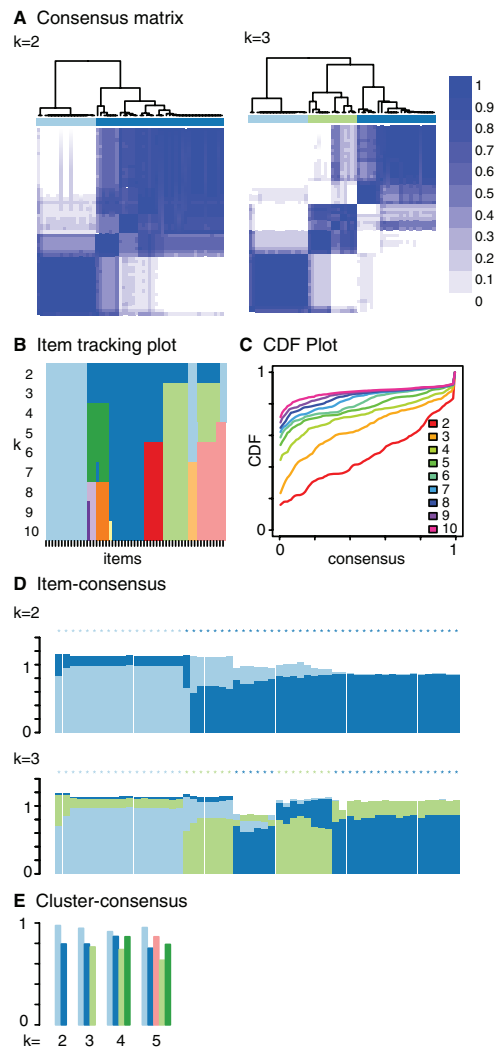 A Consensus matrix
k=2
k=3
1
0.9
0.8
0.7
0.6
0.5
0.4
0.3
0.2
0.1
0
B Item tracking plot
2
3
4
5
k
6
7
8
9
10
items
C CDF Plot
1
CDF
0
2
3
4
5
6
7
8
9
10
0
consensus
1
D Item-consensus
k=2
1
0
k=3
1
0
E Cluster-consensus
1
0
k= 2 3 4 5